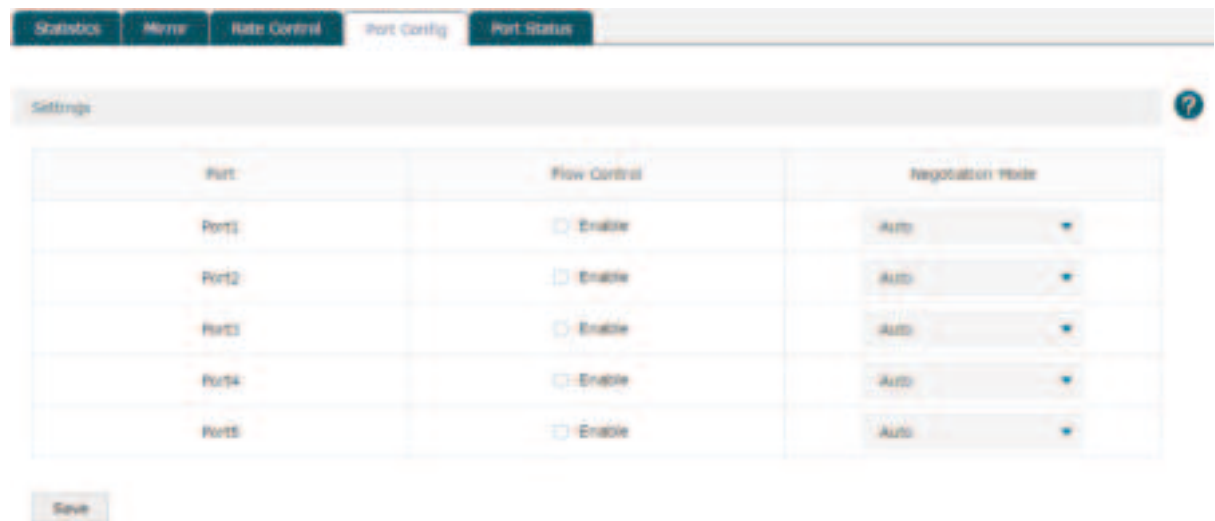 Statistics Mirror Rate Control Port Config Port Status
Settings
?
Port Flow Control Negotiation Mode
Port1 Enable Auto
Port2 Enable Auto
Port3 Enable Auto
Port4 Enable Auto
Port5 Enable Auto
Save